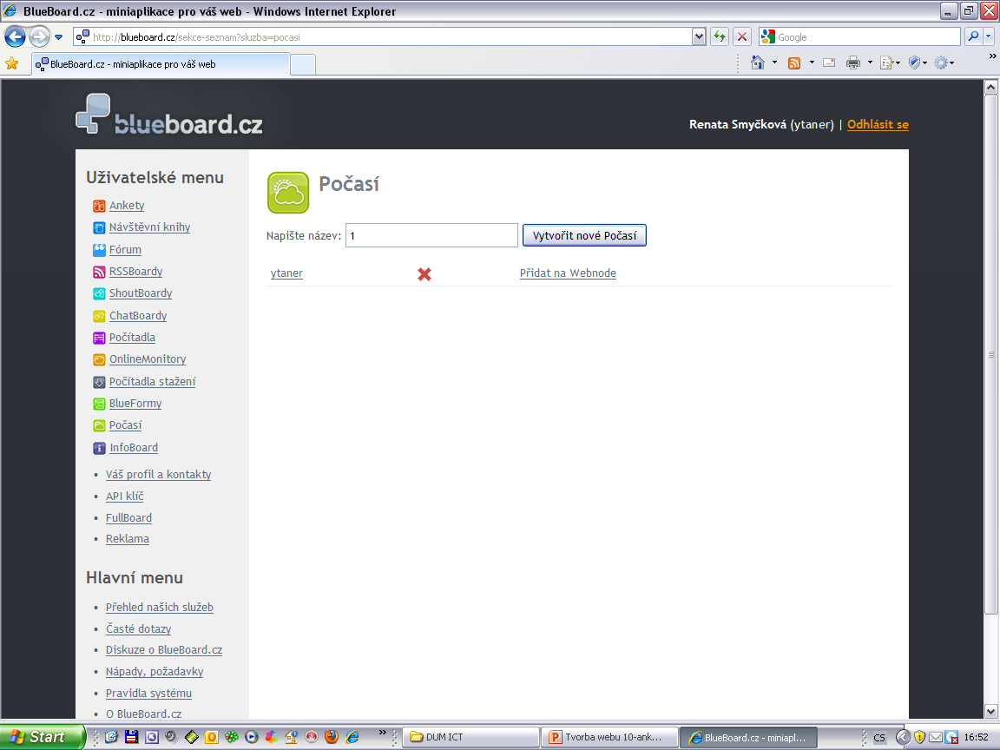 BlueBoard.cz - miniaplikace pro váš web - Windows Internet Explorer
http://blueboard.cz/sekce-seznam?sluzba=pocasi
Google
BlueBoard.cz - miniaplikace pro váš web
blueboard.cz
Renata Smyčková (ytaner) | Odhlásit se
Uživatelské menu
Ankety
Návštěvní knihy
Fórum
RSSBoardy
ShoutBoardy
ChatBoardy
Počítadla
OnlineMonitory
Počítadla stažení
BlueFormy
Počasí
InfoBoard
• Váš profil a kontakty
• API klíč
• FullBoard
• Reklama
Hlavní menu
• Přehled našich služeb
• Časté dotazy
• Diskuze o BlueBoard.cz
• Nápady, požadavky
• Pravidla systému
• O BlueBoard.cz
Počasí
Napište název: 1 Vytvořit nové Počasí
ytaner Přidat na Webnode
Start » DUM ICT Tvorba webu 10-ank... BlueBoard.cz - miniapl... CS 16:52